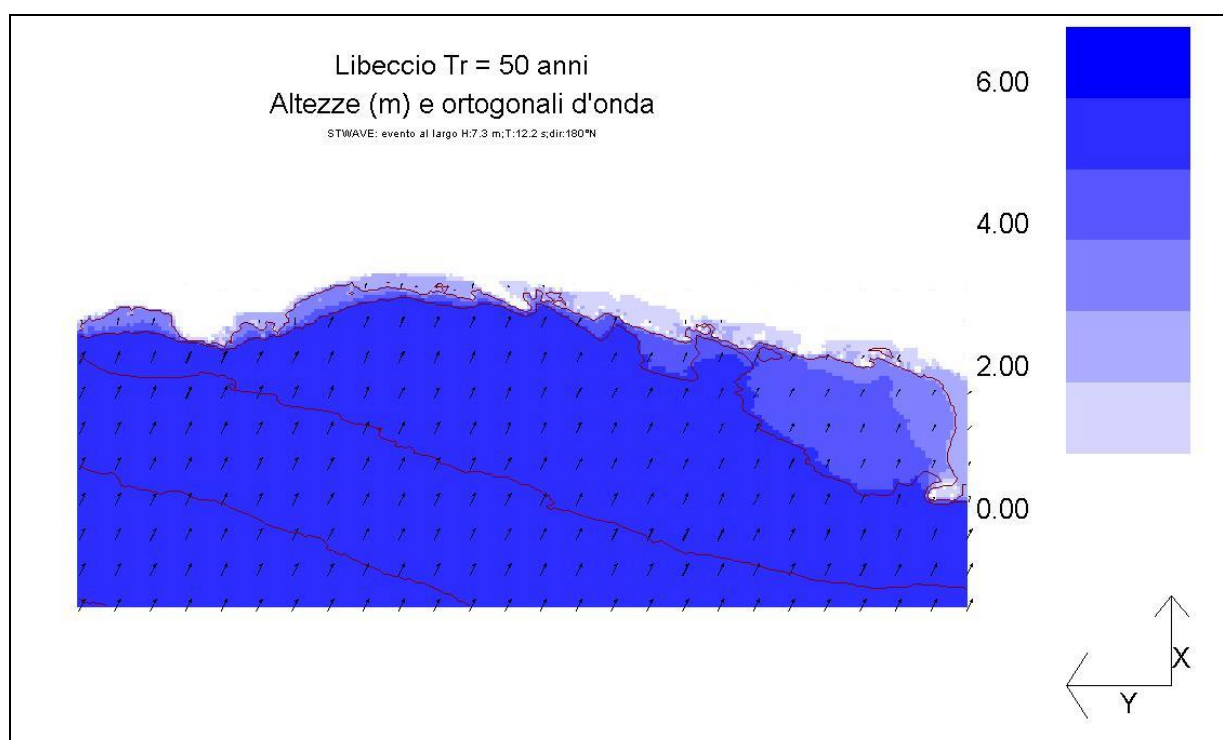 Libeccio Tr = 50 anni
Altezze (m) e ortogonali d'onda
STWAVE: evento al largo H:7.3 m;T:12.2 s;dir:180°N
6.00
4.00
2.00
0.00
X
Y